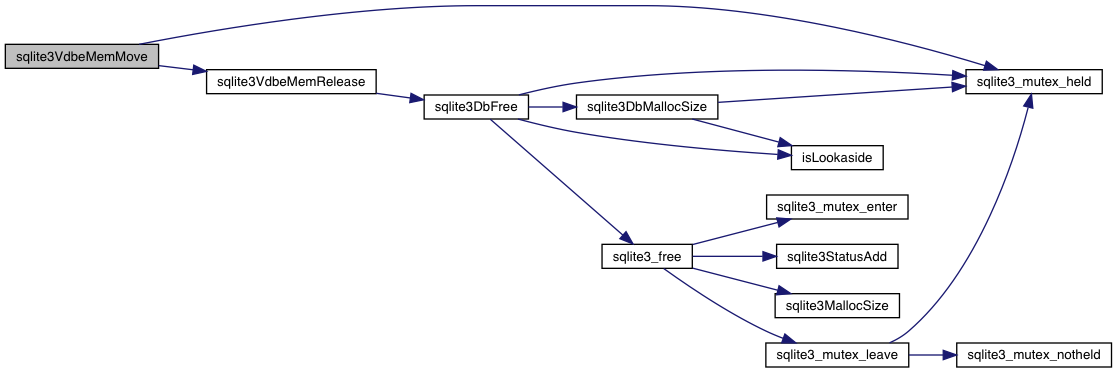 sqlite3VdbeMemMove
sqlite3VdbeMemRelease
sqlite3_mutex_held
sqlite3DbFree
sqlite3DbMallocSize
isLookaside
sqlite3_mutex_enter
sqlite3_free
sqlite3StatusAdd
sqlite3MallocSize
sqlite3_mutex_leave
sqlite3_mutex_notheld